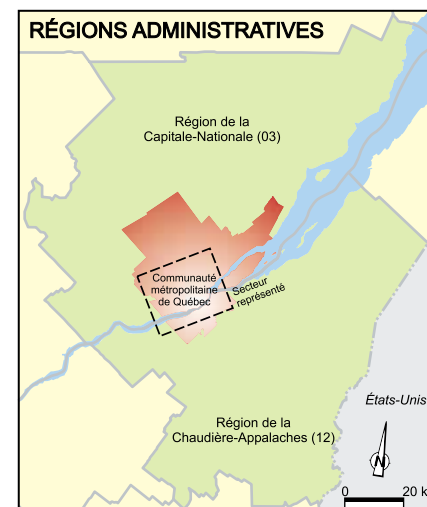 RÉGIONS ADMINISTRATIVES
Région de la
Capitale-Nationale (03)
Communauté
métropolitaine
de Québec
Secteur
représenté
États-Unis
Région de la
Chaudière-Appalaches (12)
N
0 20 k